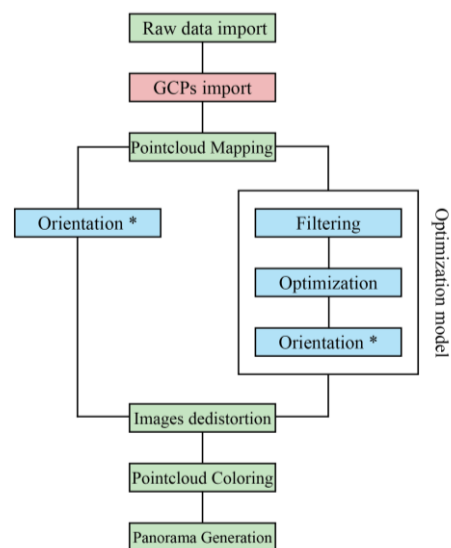 Raw data import
GCPs import
Pointcloud Mapping
Orientation *
Filtering
Optimization
Orientation *
Optimization model
Images dedistortion
Pointcloud Coloring
Panorama Generation